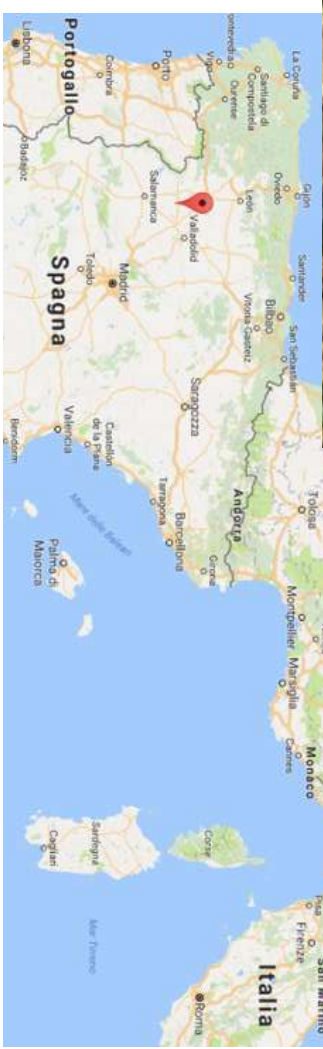 Monaco
Tolosa
Pisa
Firenze
La Coruña
Gijón
Santander
San Sebastián
Montpellier
Marsiglia
Cannes
Oviedo
Bilbao
Santiago di
Compostela
Italia
Vitoria Gasteiz
León
Ourense
Andorra
ontevedra
Vigo
Girona
Corse
Roma
Valladolid
Saragozza
Barcellona
Porto
Tarragona
Salamanca
Madrid
Coimbra
Mare delle Baleari
Castellón
de la Plana
Sardegna
Mar Tirreno
Toledo
Portogallo
Valencia
Spagna
Palma di
Maiorca
Cagliari
Lisbona
Badajoz
Benidorm